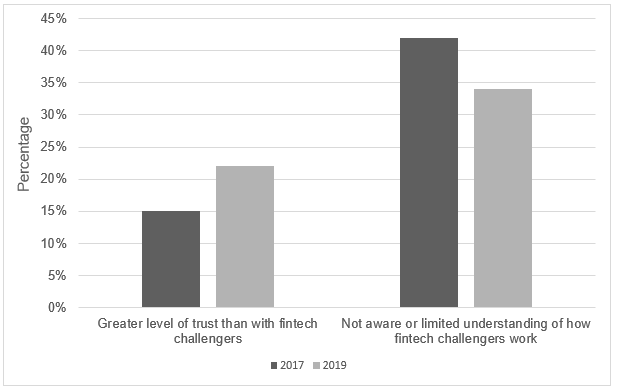 45%
40%
35%
30%
25%
20%
15%
10%
5%
0%
Percentage
Greater level of trust than with fintech
challengers
Not aware or limited understanding of how
fintech challengers work
2017 2019